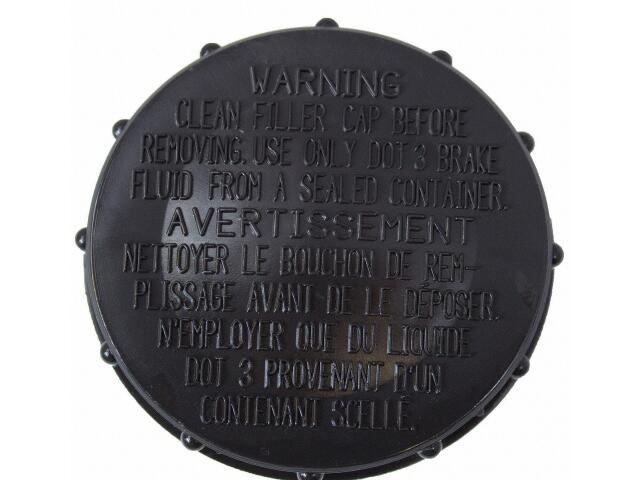 WARNING
CLEAN FILLER CAP BEFORE
REMOVING. USE ONLY DOT 3 BRAKE
FLUID FROM A SEALED CONTAINER.
AVERTISSEMENT
NETTOYER LE BOUCHON DE REM-
PLISSAGE AVANT DE LE DÉPOSER.
N'EMPLOYER QUE DU LIQUIDE
DOT 3 PROVENANT D'UN
CONTENANT SCELLÉ.